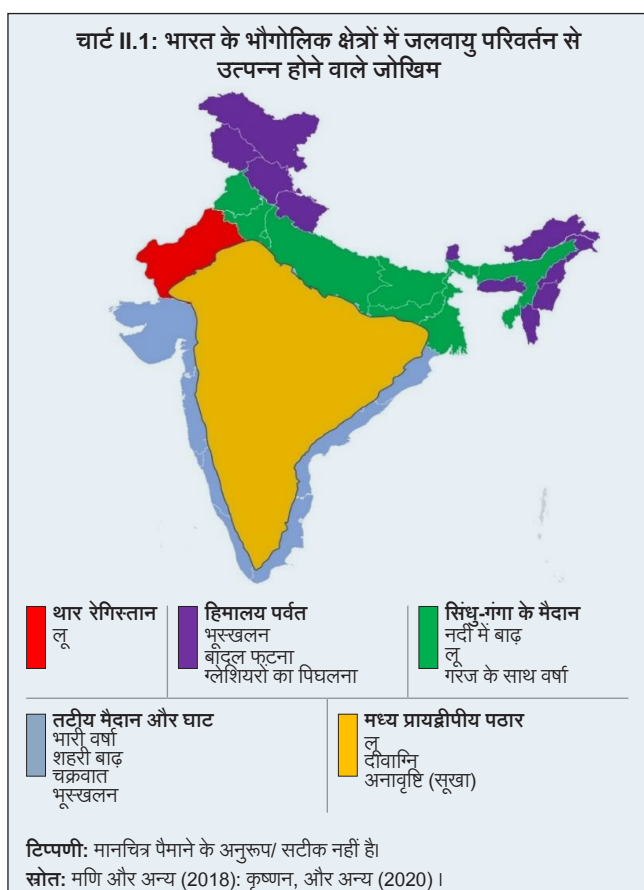 चार्ट II.1: भारत के भौगोलिक क्षेत्रों में जलवायु परिवर्तन से
उत्पन्न होने वाले जोखिम
थार रेगिस्तान
लू
हिमालय पर्वत
भूस्खलन
बादल फटना
ग्लेशियरों का पिघलना
सिंधु-गंगा के मैदान
नदी में बाढ़
लू
गरज के साथ वर्षा
तटीय मैदान और घाट
भारी वर्षा
शहरी बाढ़
चक्रवात
भूस्खलन
मध्य प्रायद्वीपीय पठार
लू
दीवाग्नि
अनावृष्टि (सूखा)
टिप्पणी: मानचित्र पैमाने के अनुरूप/ सटीक नहीं है।
स्रोत: मणि और अन्य (2018): कृष्णन, और अन्य (2020) ।